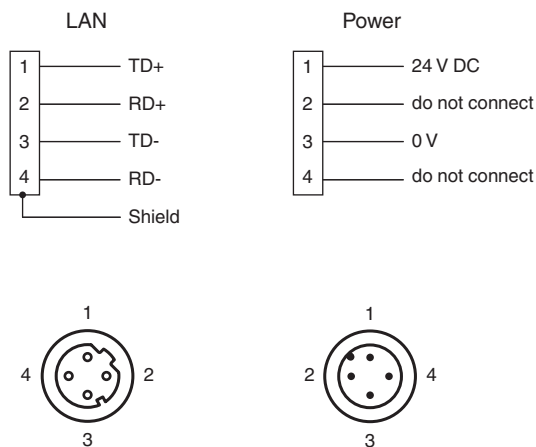 LAN
1 TD+
2 RD+
3 TD-
4 RD-
Shield
Power
1 24 V DC
2 do not connect
3 0 V
4 do not connect
1
4 2
3
1
2 4
3